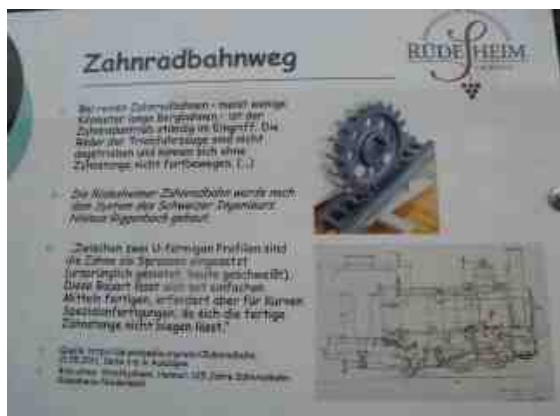 Zahnradbahnweg
RÜDESHEIM
Bei reinen Zahnradbahnen - meist wenige
Kilometer lange Bergbahnen - ist der
Zahnradantrieb ständig im Eingriff. Die
Räder der Triebfahrzeuge sind nicht
angetrieben und können sich ohne
Zahnstange nicht fortbewegen. (...)
Die Rüdesheimer Zahnradbahn wurde nach
dem System des Schweizer Ingenieurs
Niklaus Riggenbach gebaut.
„Zwischen zwei U-förmigen Profilen sind
die Zähne als Sprossen eingesetzt
(ursprünglich genietet, heute geschweißt).
Diese Bauart lässt sich mit einfachen
Mitteln fertigen, erfordert aber für Kurven
Spezialfertigungen, da sich die fertige
Zahnstange nicht biegen lässt."